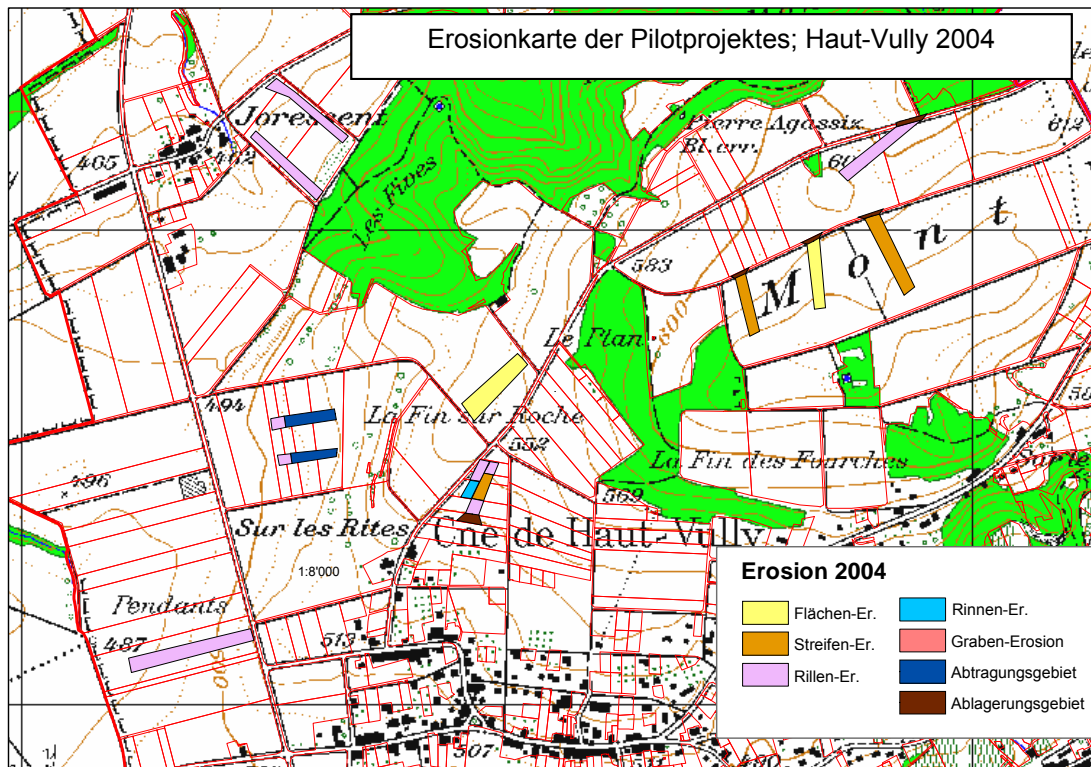 Erosionkarte der Pilotprojektes; Haut-Vully 2004
Joressent
465
462
Les Fives
Pierre Agassiz
Bl. err.
612
583
M o n t
Le Plan
600
494
La Fin sur Roche
552
La Fin des Fourches
496
569
Sur les Rites
Cne de Haut-Vully
1:8'000
Pendants
487
500
513
507
Erosion 2004
Flächen-Er.
Streifen-Er.
Rillen-Er.
Rinnen-Er.
Graben-Erosion
Abtragungsgebiet
Ablagerungsgebiet